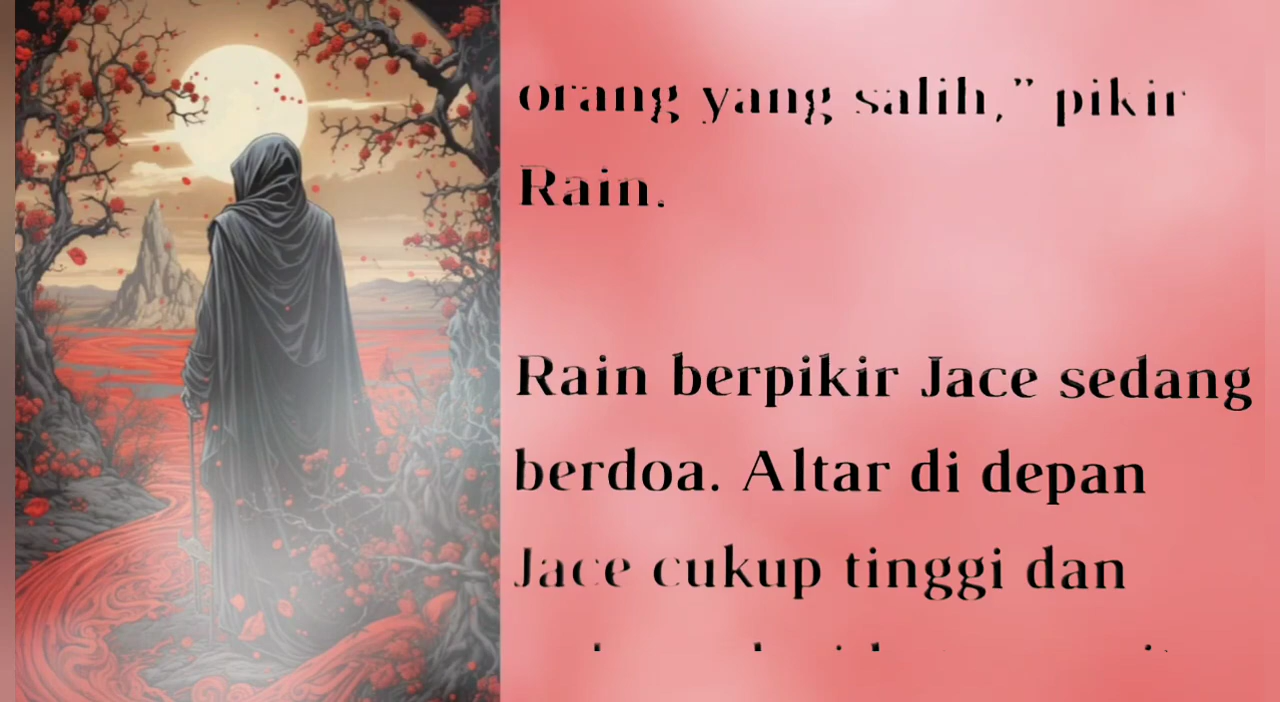 orang yang salih,” pikir
Rain.
Rain berpikir Jace sedang
berdoa. Altar di depan
Jace cukup tinggi dan